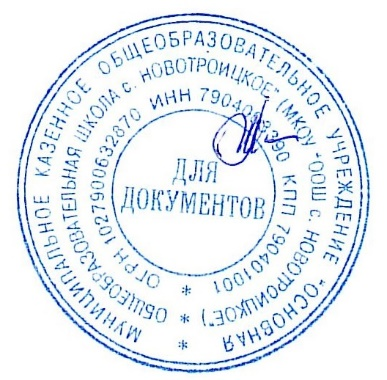 МУНИЦИПАЛЬНОЕ КАЗЕННОЕ ОБЩЕОБРАЗОВАТЕЛЬНОЕ УЧРЕЖДЕНИЕ "ОСНОВНАЯ
ОБЩЕОБРАЗОВАТЕЛЬНАЯ ШКОЛА с. НОВОТРОИЦКОЕ" (МКОУ "ООШ с. НОВОТРОИЦКОЕ")
ОГРН 1027900632870 ИНН КПП 790401001
ДЛЯ
ДОКУМЕНТОВ